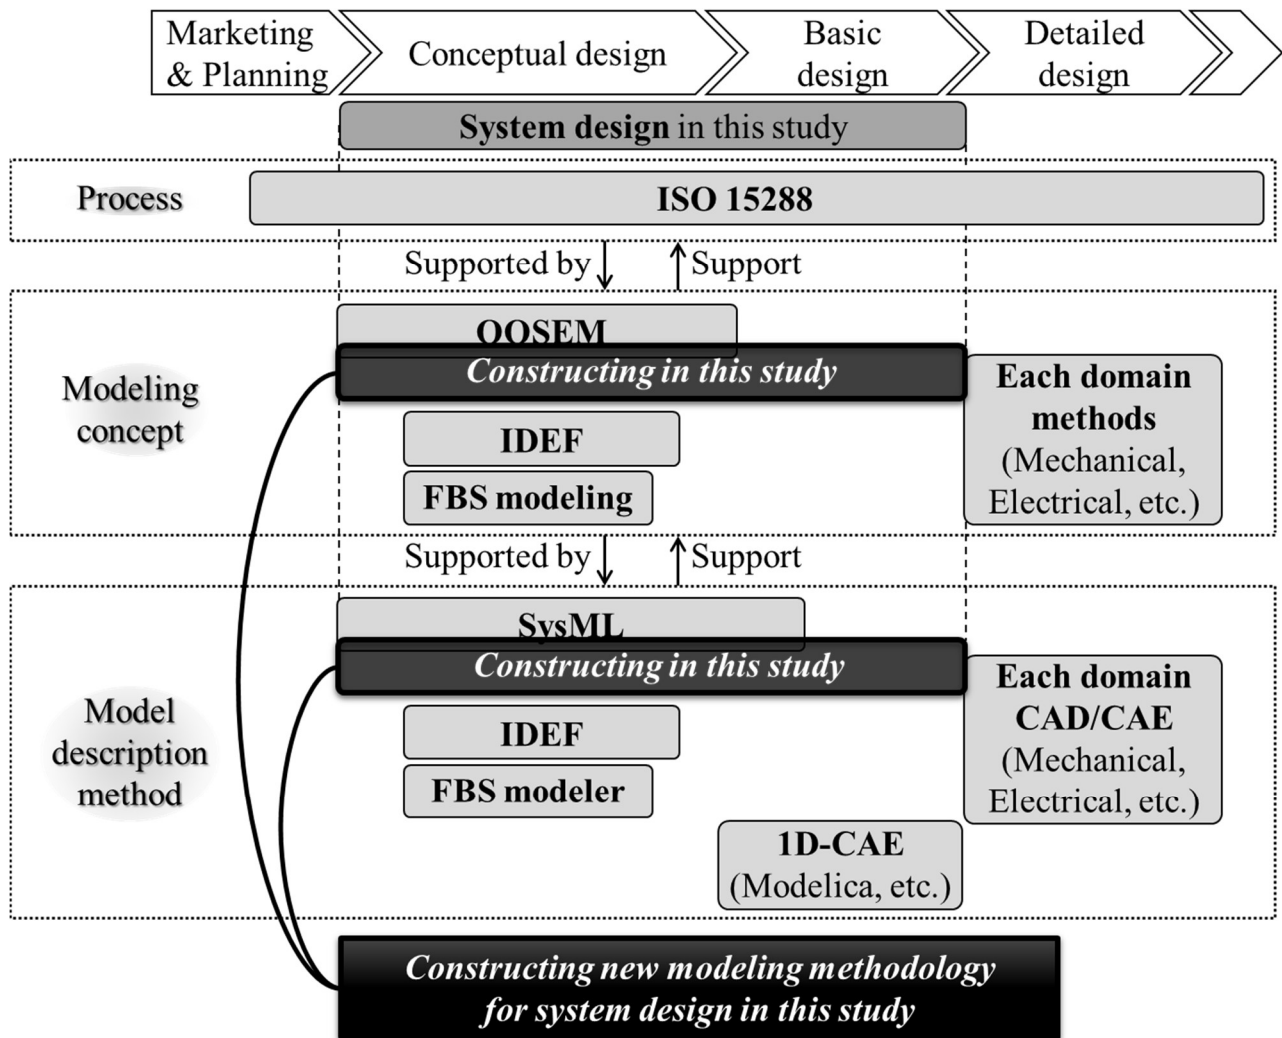 Marketing
& Planning
Conceptual design
Basic
design
Detailed
design
System design in this study
Process
ISO 15288
Supported by
Support
Modeling
concept
OOSEM
Constructing in this study
IDEF
FBS modeling
Each domain
methods
(Mechanical,
Electrical, etc.)
Supported by
Support
Model
description
method
SysML
Constructing in this study
IDEF
FBS modeler
Each domain
CAD/CAE
(Mechanical,
Electrical, etc.)
1D-CAE
(Modelica, etc.)
Constructing new modeling methodology
for system design in this study